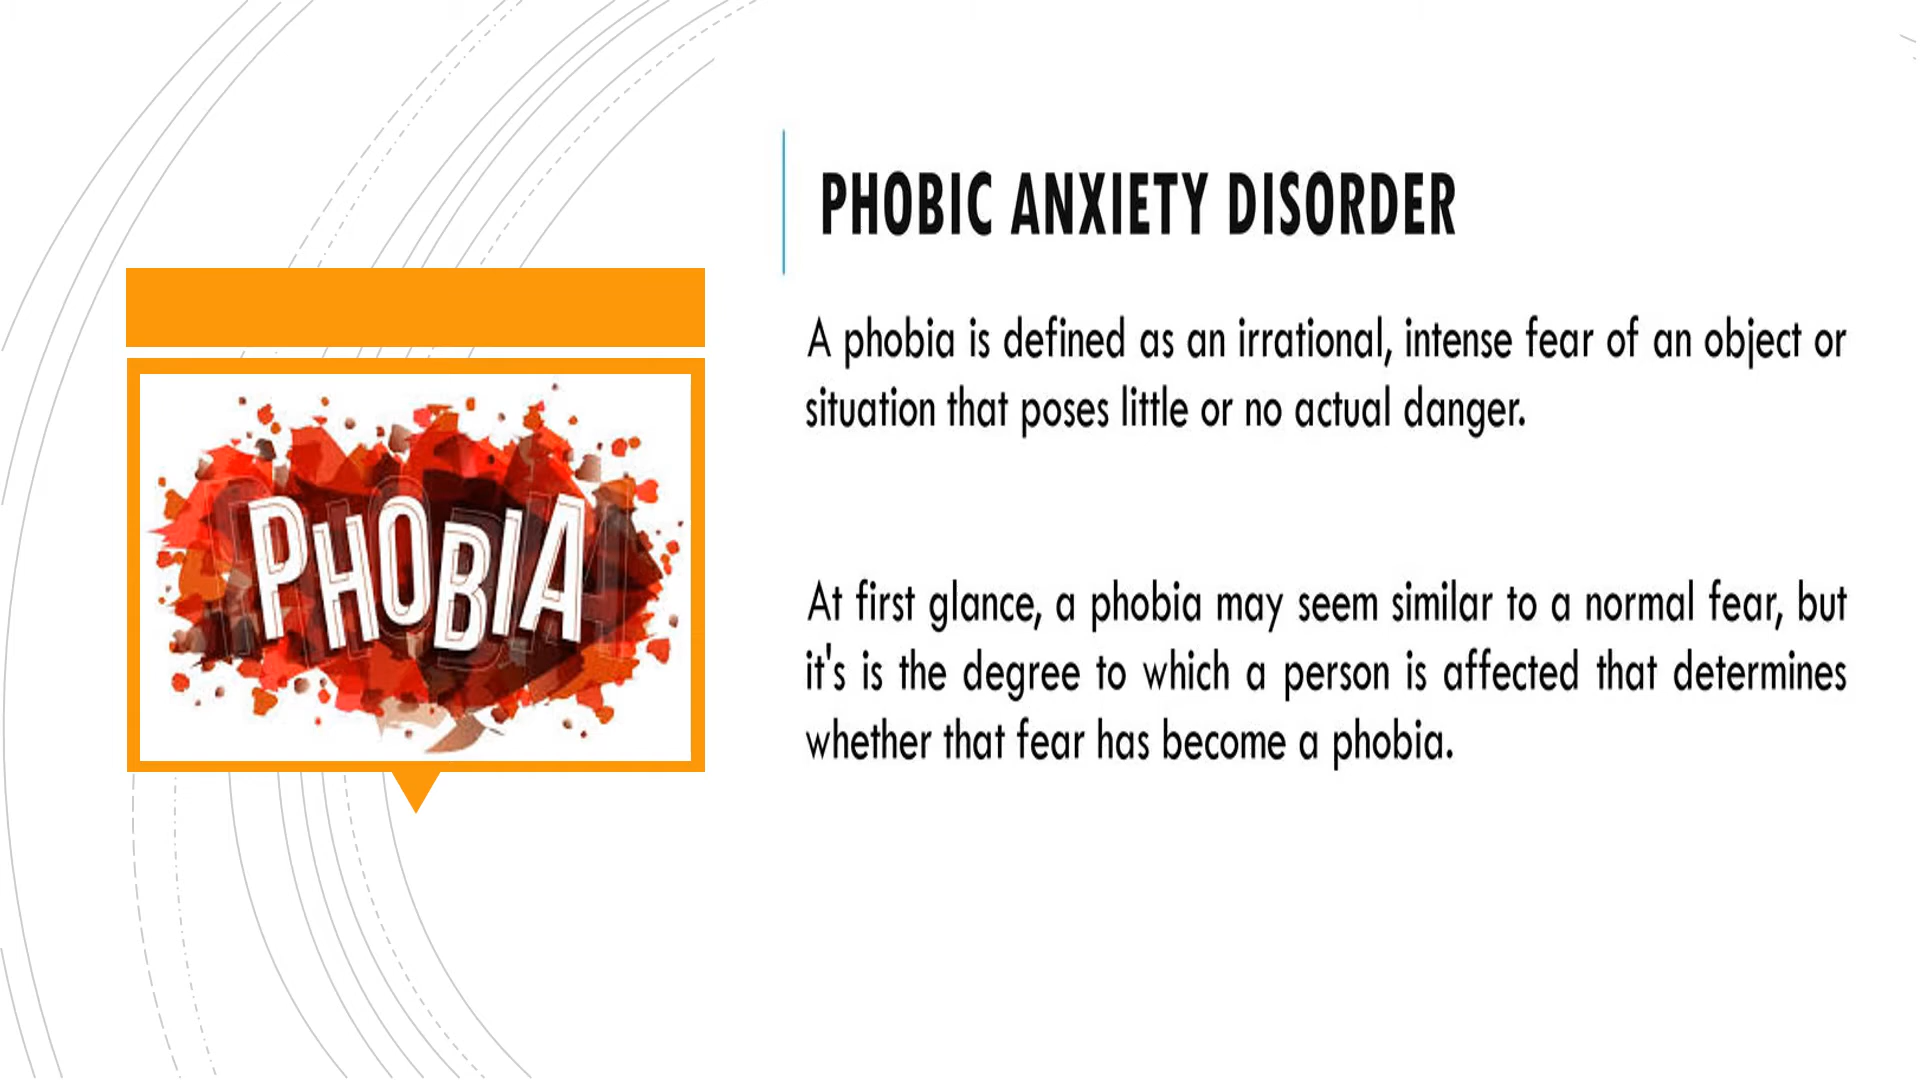 PHOBIC ANXIETY DISORDER
A phobia is defined as an irrational, intense fear of an object or
situation that poses little or no actual danger.
PHOBIA
At first glance, a phobia may seem similar to a normal fear, but
it's is the degree to which a person is affected that determines
whether that fear has become a phobia.